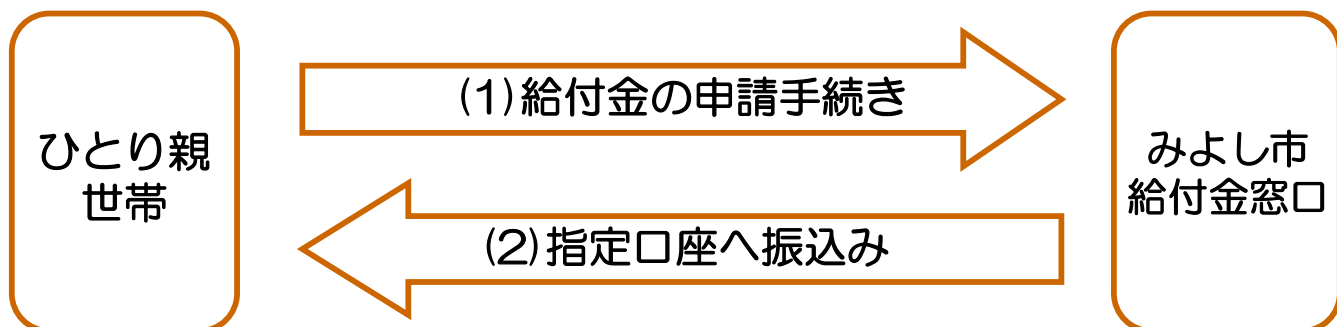 ひとり親
世帯
(1)給付金の申請手続き
(2)指定口座へ振込み
みよし市
給付金窓口